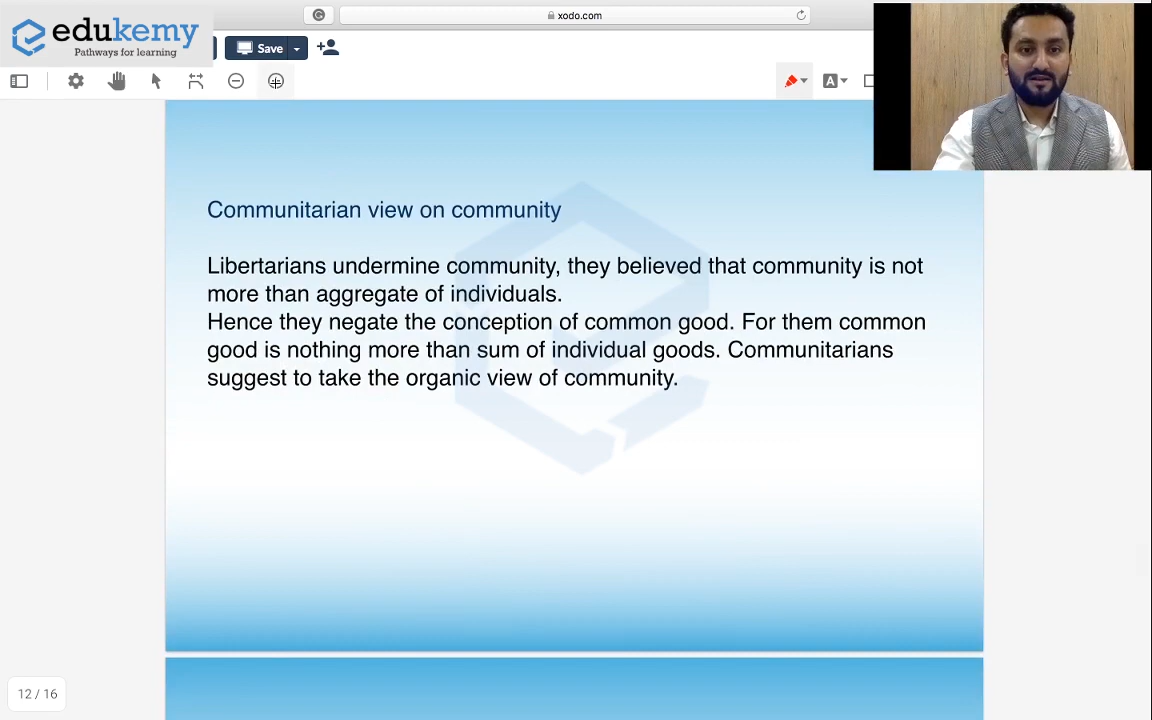 edukemy
Pathways for learning
xodo.com
Save
A
Communitarian view on community
Libertarians undermine community, they believed that community is not
more than aggregate of individuals.
Hence they negate the conception of common good. For them common
good is nothing more than sum of individual goods. Communitarians
suggest to take the organic view of community.
12 / 16